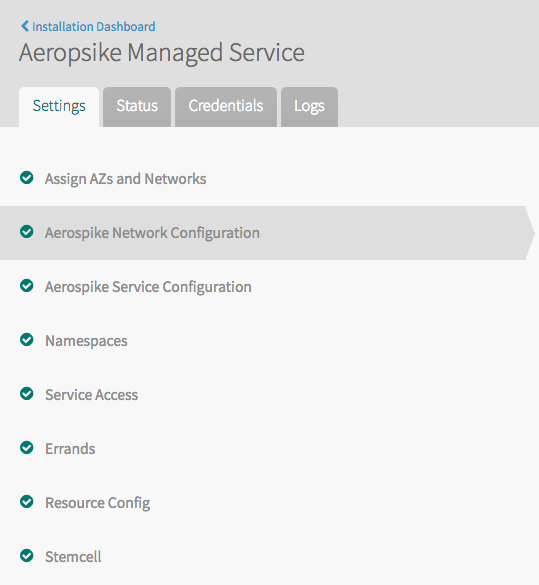 Installation Dashboard
Aeropsike Managed Service
Settings Status Credentials Logs
Assign AZs and Networks
Aerospike Network Configuration
Aerospike Service Configuration
Namespaces
Service Access
Errands
Resource Config
Stemcell